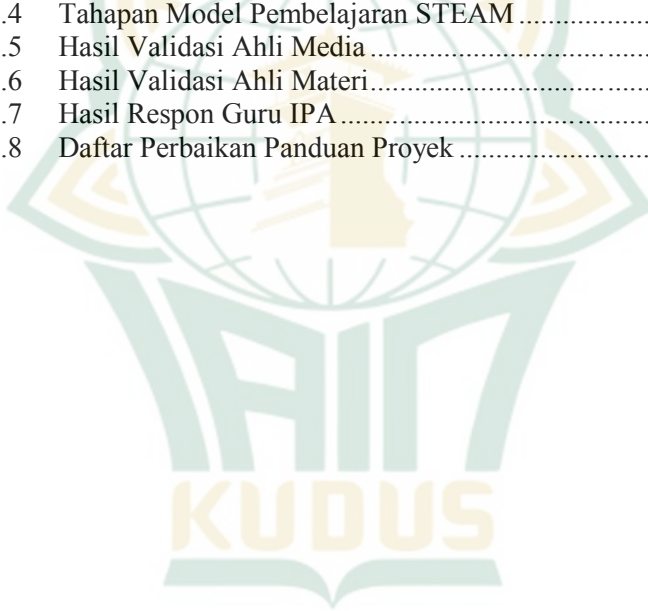 .4 Tahapan Model Pembelajaran STEAM ....................
.5 Hasil Validasi Ahli Media ........................................
.6 Hasil Validasi Ahli Materi........................................
.7 Hasil Respon Guru IPA ............................................
.8 Daftar Perbaikan Panduan Proyek ............................
IAIN
KUDUS